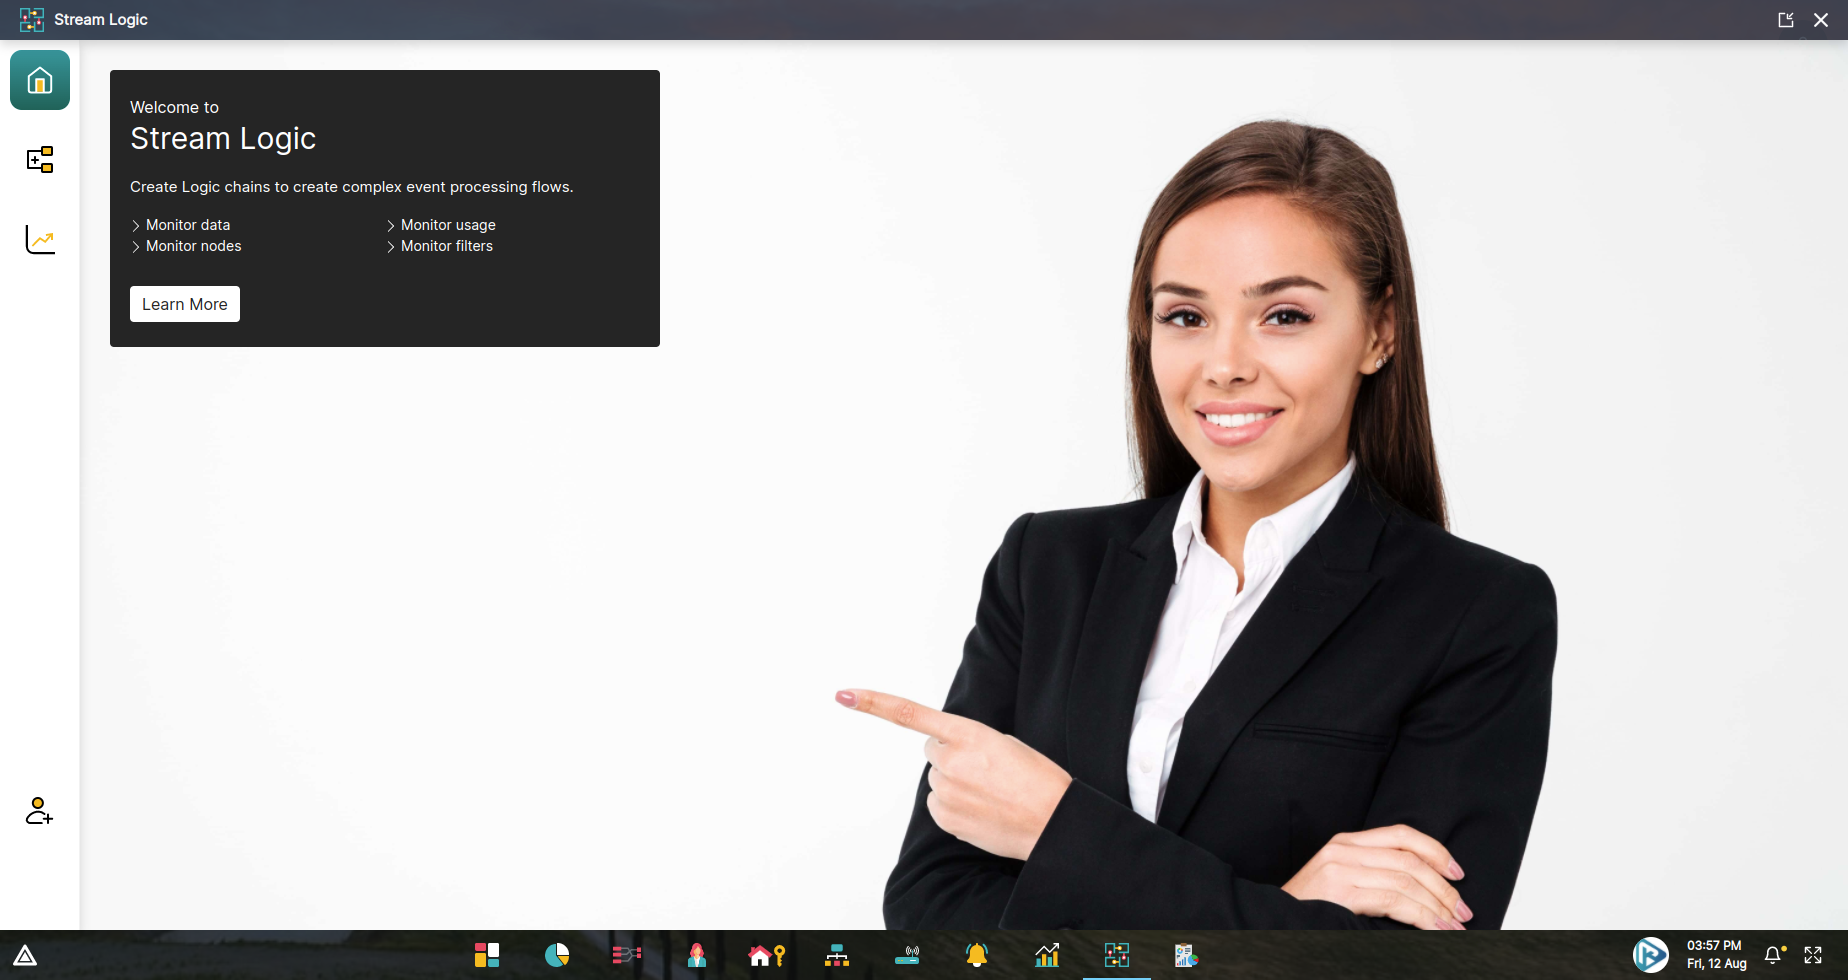 Stream Logic
Welcome to
Stream Logic
Create Logic chains to create complex event processing flows.
Monitor data
Monitor usage
Monitor nodes
Monitor filters
Learn More
03:57 PM
Fri, 12 Aug